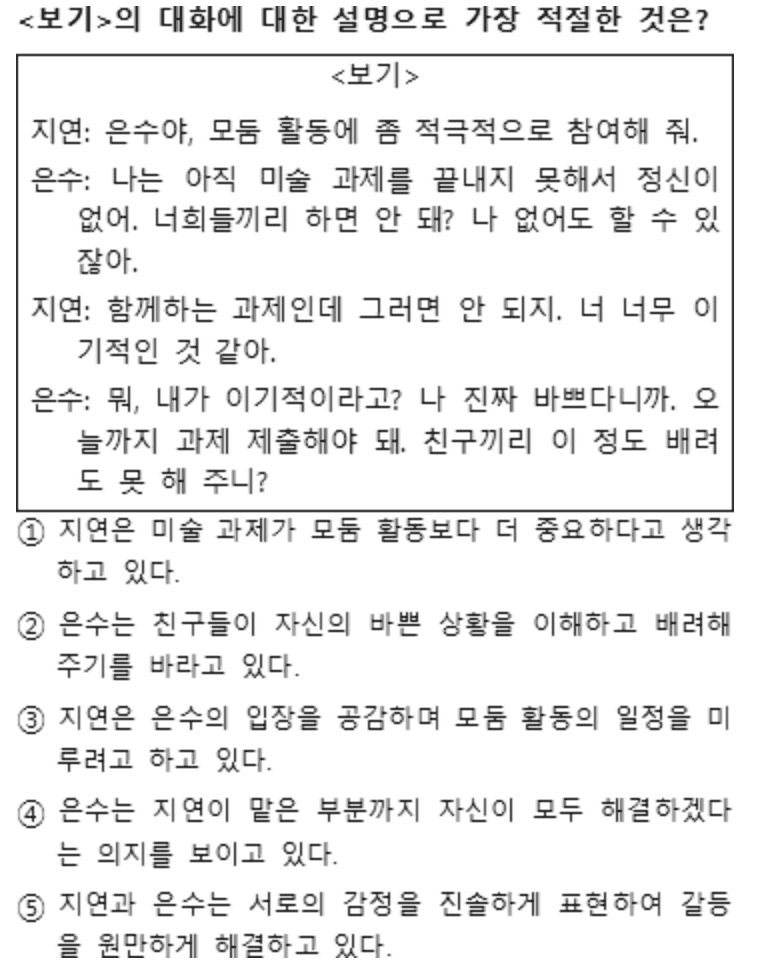 <보기>의 대화에 대한 설명으로 가장 적절한 것은?
<보기>
지연: 은수야, 모둠 활동에 좀 적극적으로 참여해 줘.
은수: 나는 아직 미술 과제를 끝내지 못해서 정신이
없어. 너희들끼리 하면 안 돼? 나 없어도 할 수 있
잖아.
지연: 함께하는 과제인데 그러면 안 되지. 너 너무 이
기적인 것 같아.
은수: 뭐, 내가 이기적이라고? 나 진짜 바쁘다니까. 오
늘까지 과제 제출해야 돼. 친구끼리 이 정도 배려
도 못 해 주니?
① 지연은 미술 과제가 모둠 활동보다 더 중요하다고 생각
하고 있다.
② 은수는 친구들이 자신의 바쁜 상황을 이해하고 배려해
주기를 바라고 있다.
③ 지연은 은수의 입장을 공감하며 모둠 활동의 일정을 미
루려고 하고 있다.
④ 은수는 지연이 맡은 부분까지 자신이 모두 해결하겠다
는 의지를 보이고 있다.
⑤ 지연과 은수는 서로의 감정을 진솔하게 표현하여 갈등
을 원만하게 해결하고 있다.